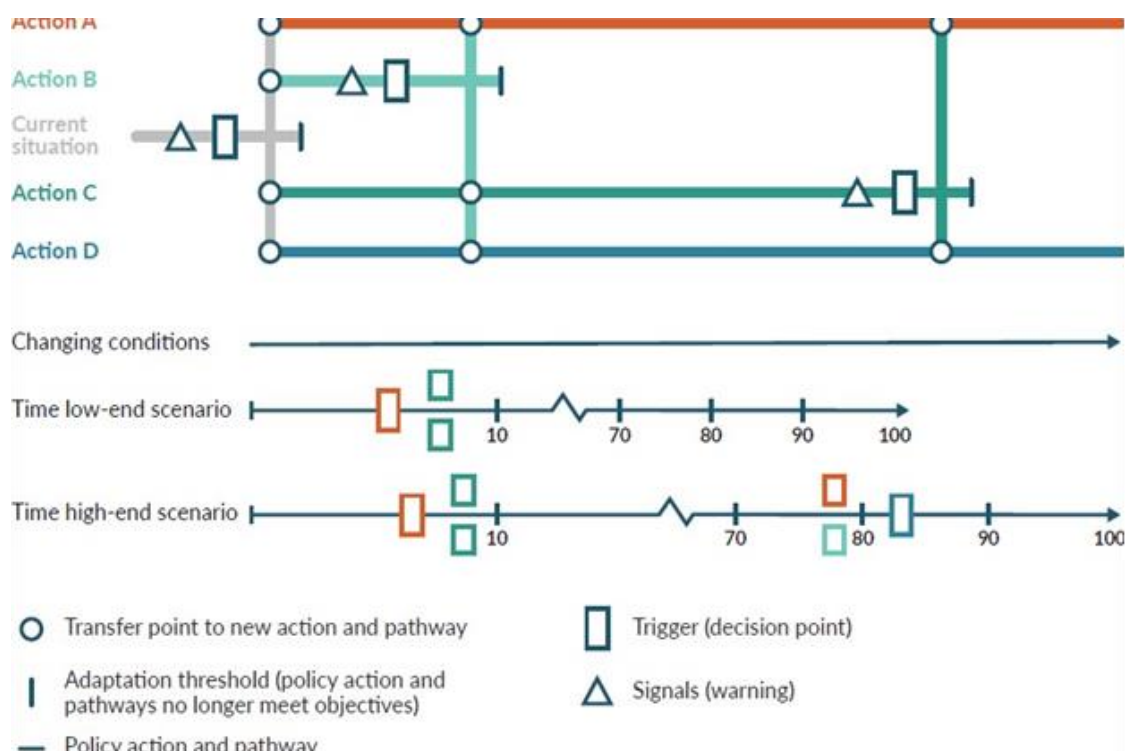 Action A
Action B
Current
situation
Action C
Action D
Changing conditions
Time low-end scenario
10
70
80
90
100
Time high-end scenario
10
70
80
90
100
Transfer point to new action and pathway
Trigger (decision point)
Adaptation threshold (policy action and
pathways no longer meet objectives)
Signals (warning)
Policy action and pathway